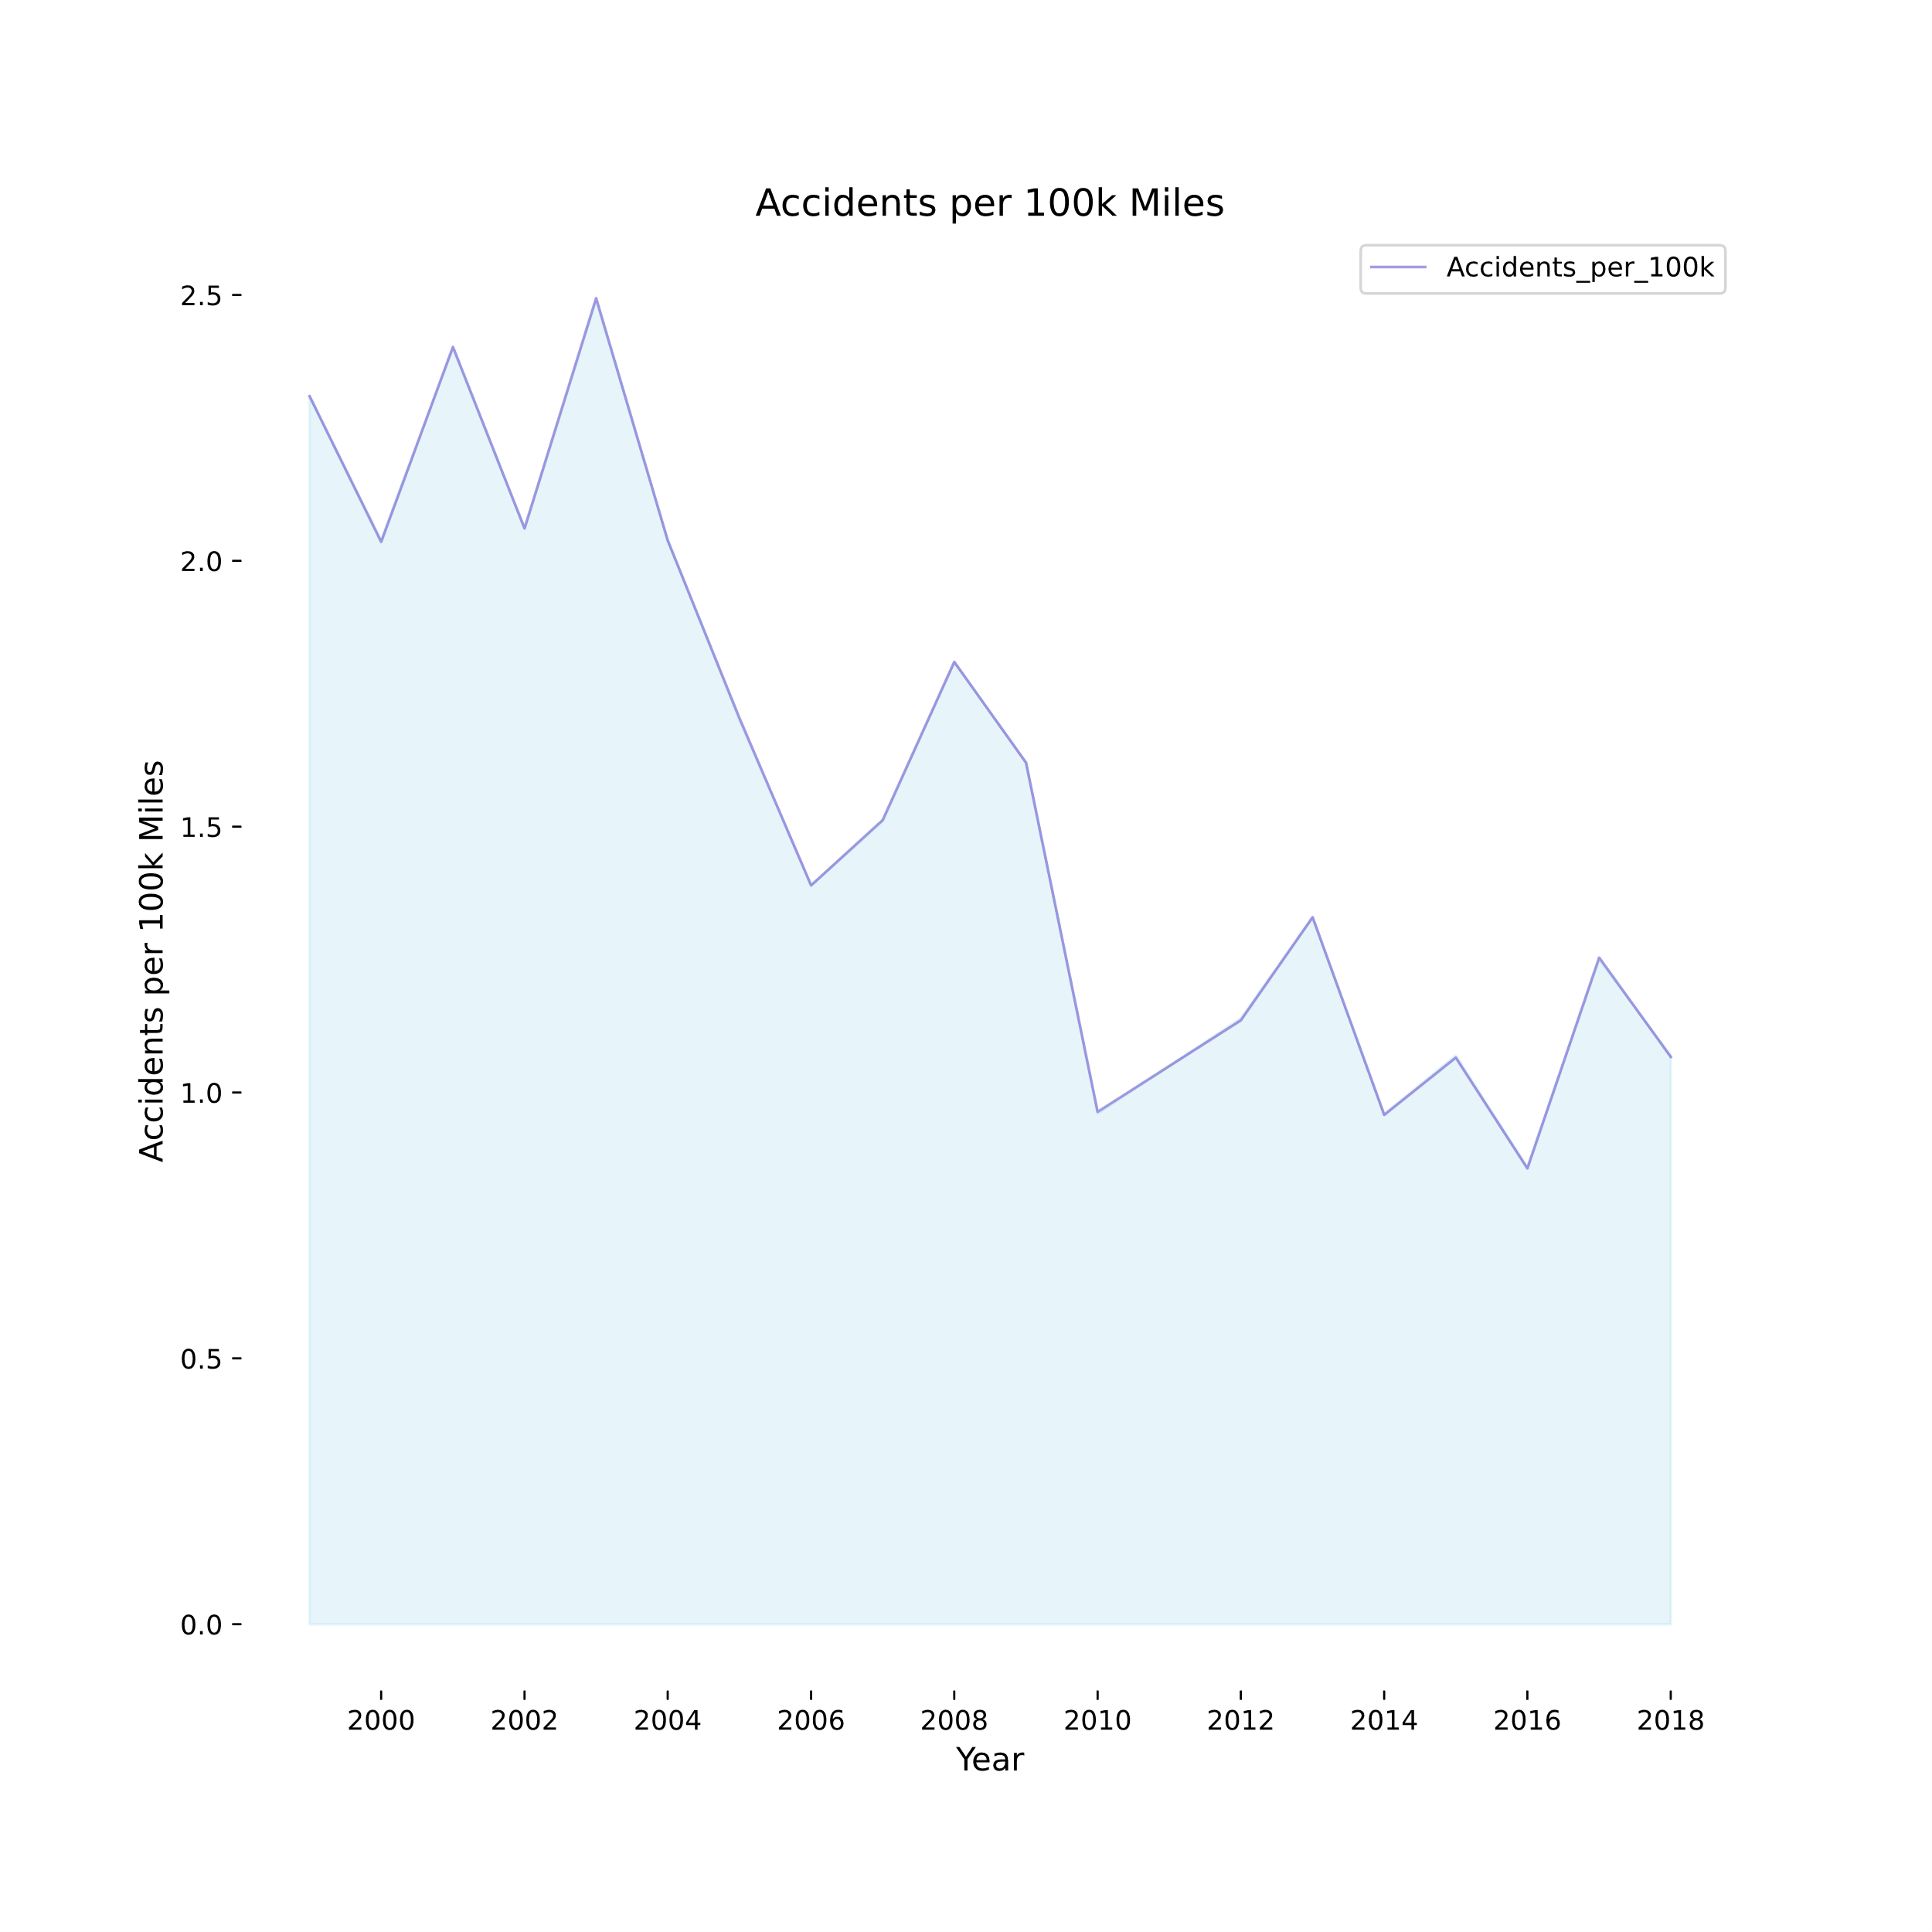 Accidents per 100k Miles
Accidents_per_100k
2.5
2.0
1.5
1.0
0.5
0.0
Accidents per 100k Miles
2000 2002 2004 2006 2008 2010 2012 2014 2016 2018
Year